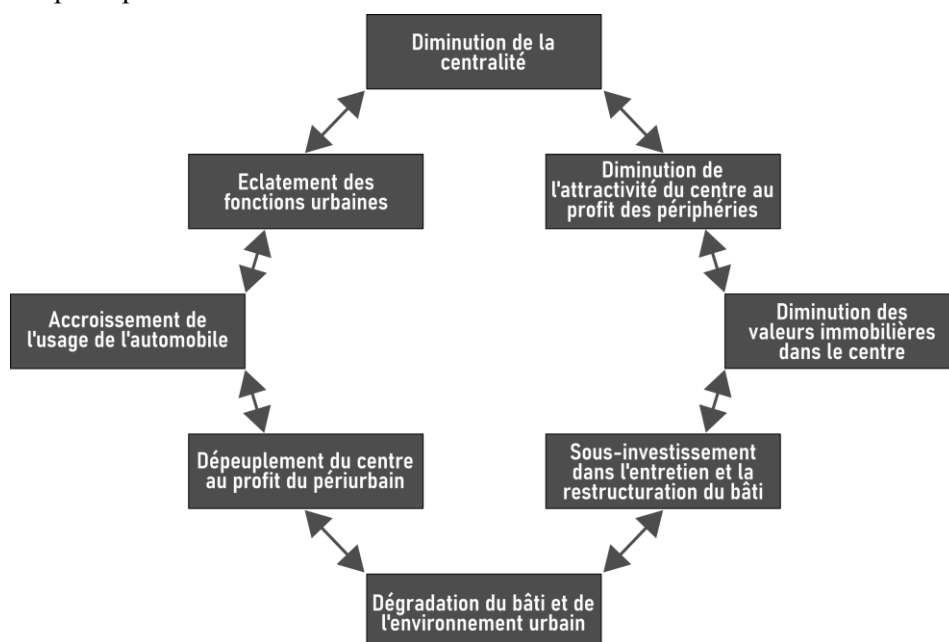 Diminution de la
centralité
Eclatement des
fonctions urbaines
Diminution de
l'attractivité du centre au
profit des périphéries
Accroissement de
l'usage de l'automobile
Diminution des
valeurs immobilières
dans le centre
Dépeuplement du centre
au profit du périurbain
Sous-investissement
dans l'entretien et la
restructuration du bâti
Dégradation du bâti et de
l'environnement urbain